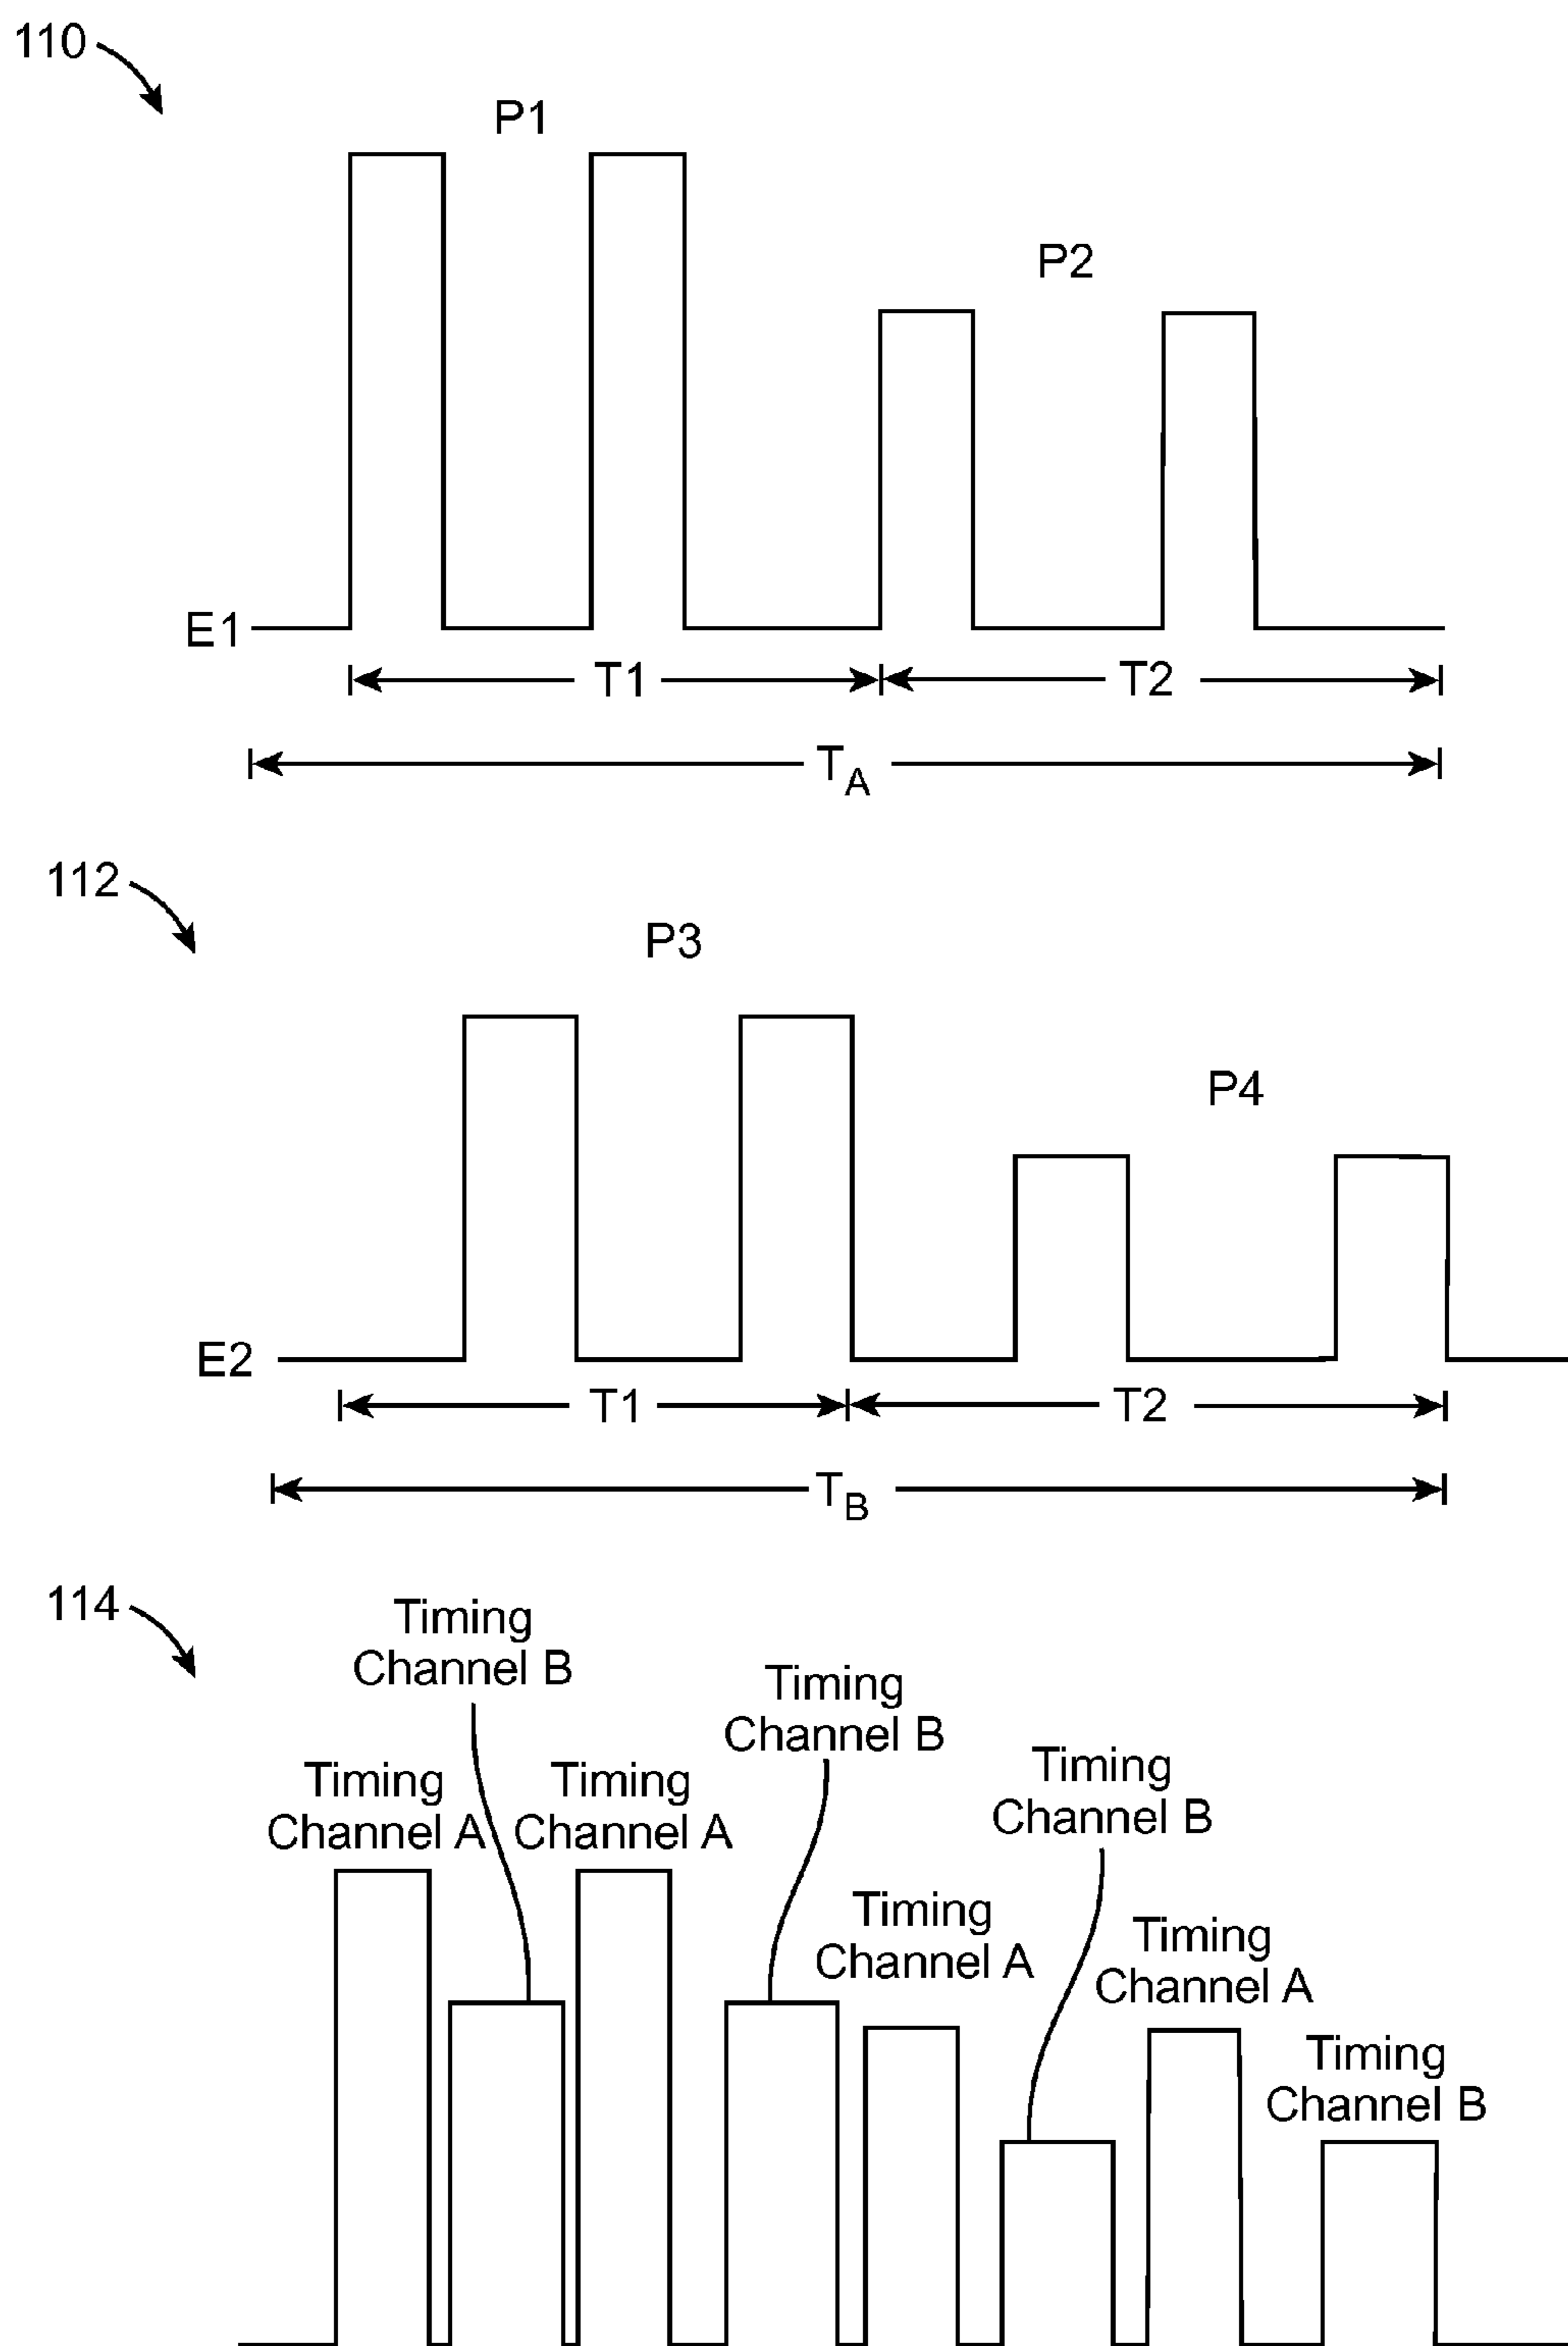 110
P1
P2
E1
T1
T2
TA
112
P3
P4
E2
T1
T2
TB
114
Timing
Channel B
Timing
Channel B
Timing
Channel B
Timing
Channel A
Timing
Channel A
Timing
Channel A
Timing
Channel A
Timing
Channel B